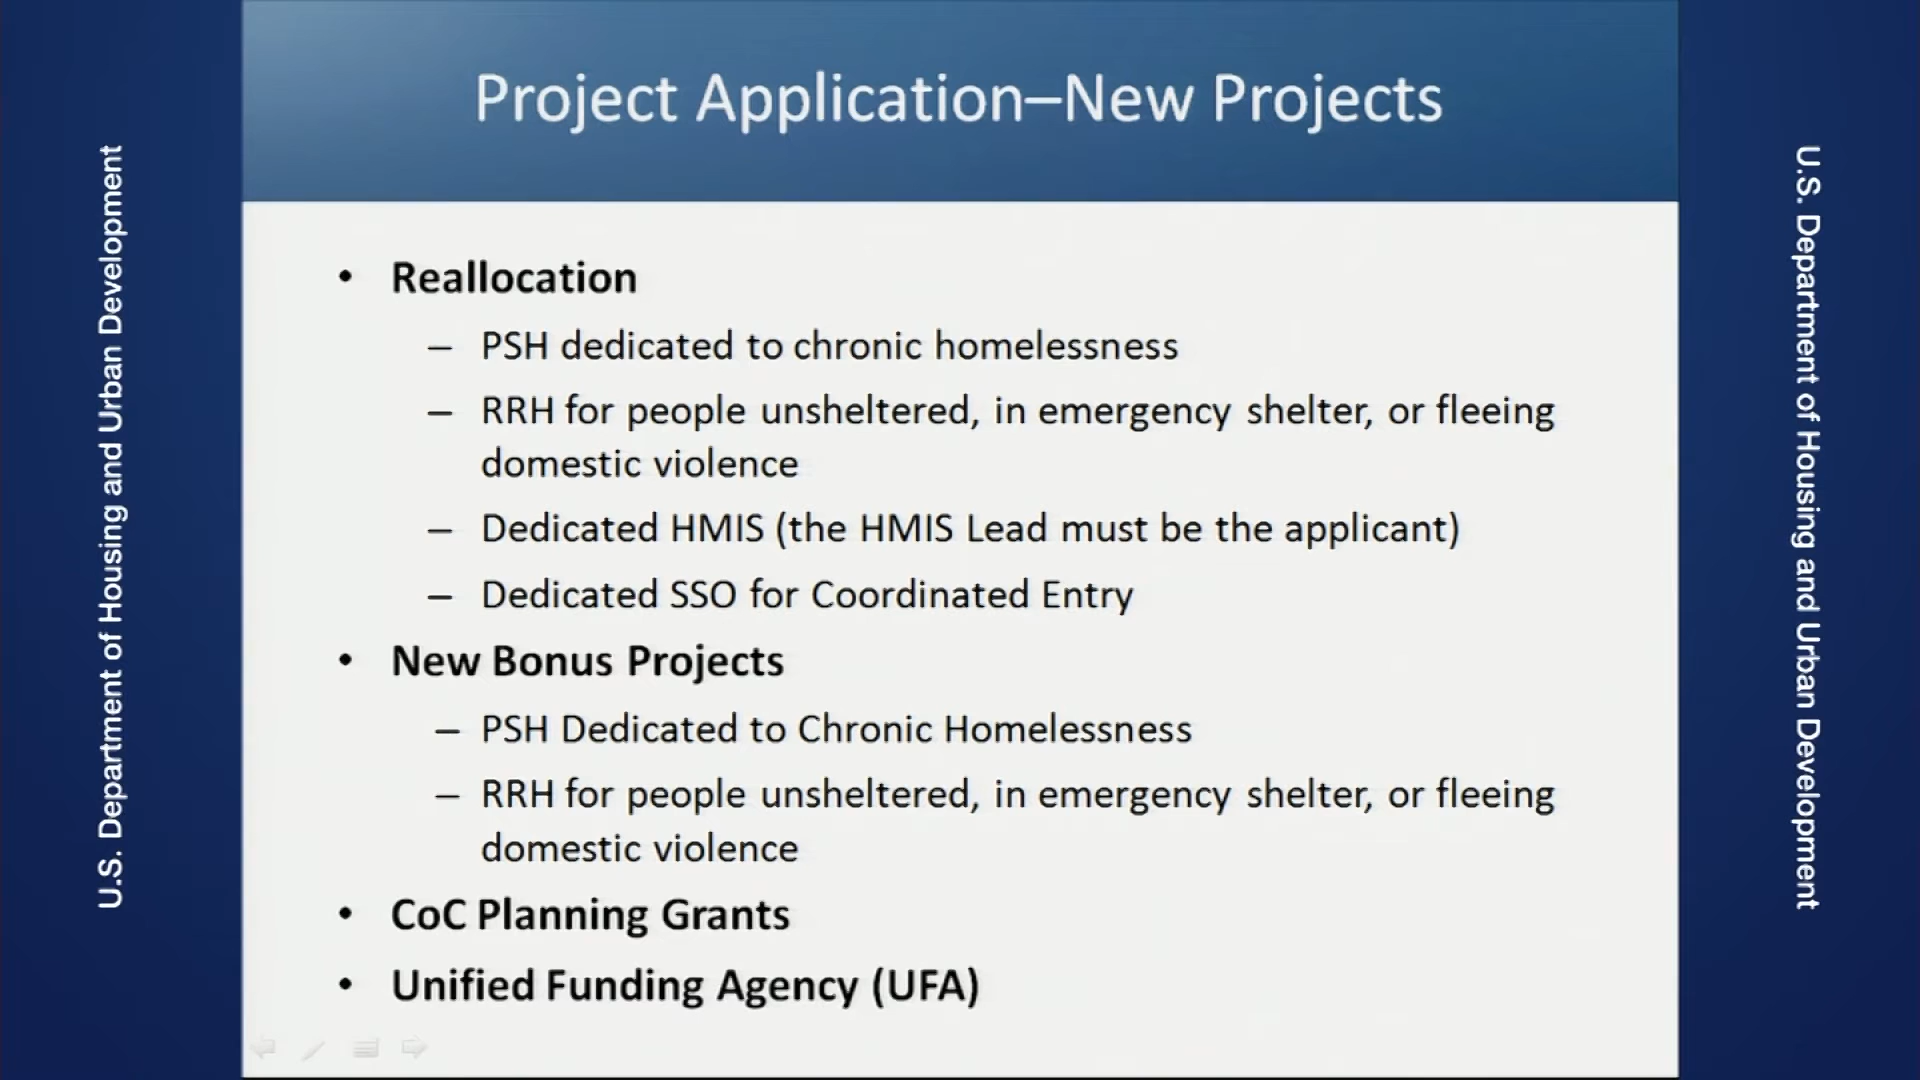 Project Application–New Projects
U.S. Department of Housing and Urban Development
• Reallocation
– PSH dedicated to chronic homelessness
– RRH for people unsheltered, in emergency shelter, or fleeing
domestic violence
– Dedicated HMIS (the HMIS Lead must be the applicant)
– Dedicated SSO for Coordinated Entry
• New Bonus Projects
– PSH Dedicated to Chronic Homelessness
– RRH for people unsheltered, in emergency shelter, or fleeing
domestic violence
• CoC Planning Grants
• Unified Funding Agency (UFA)
U.S. Department of Housing and Urban Development